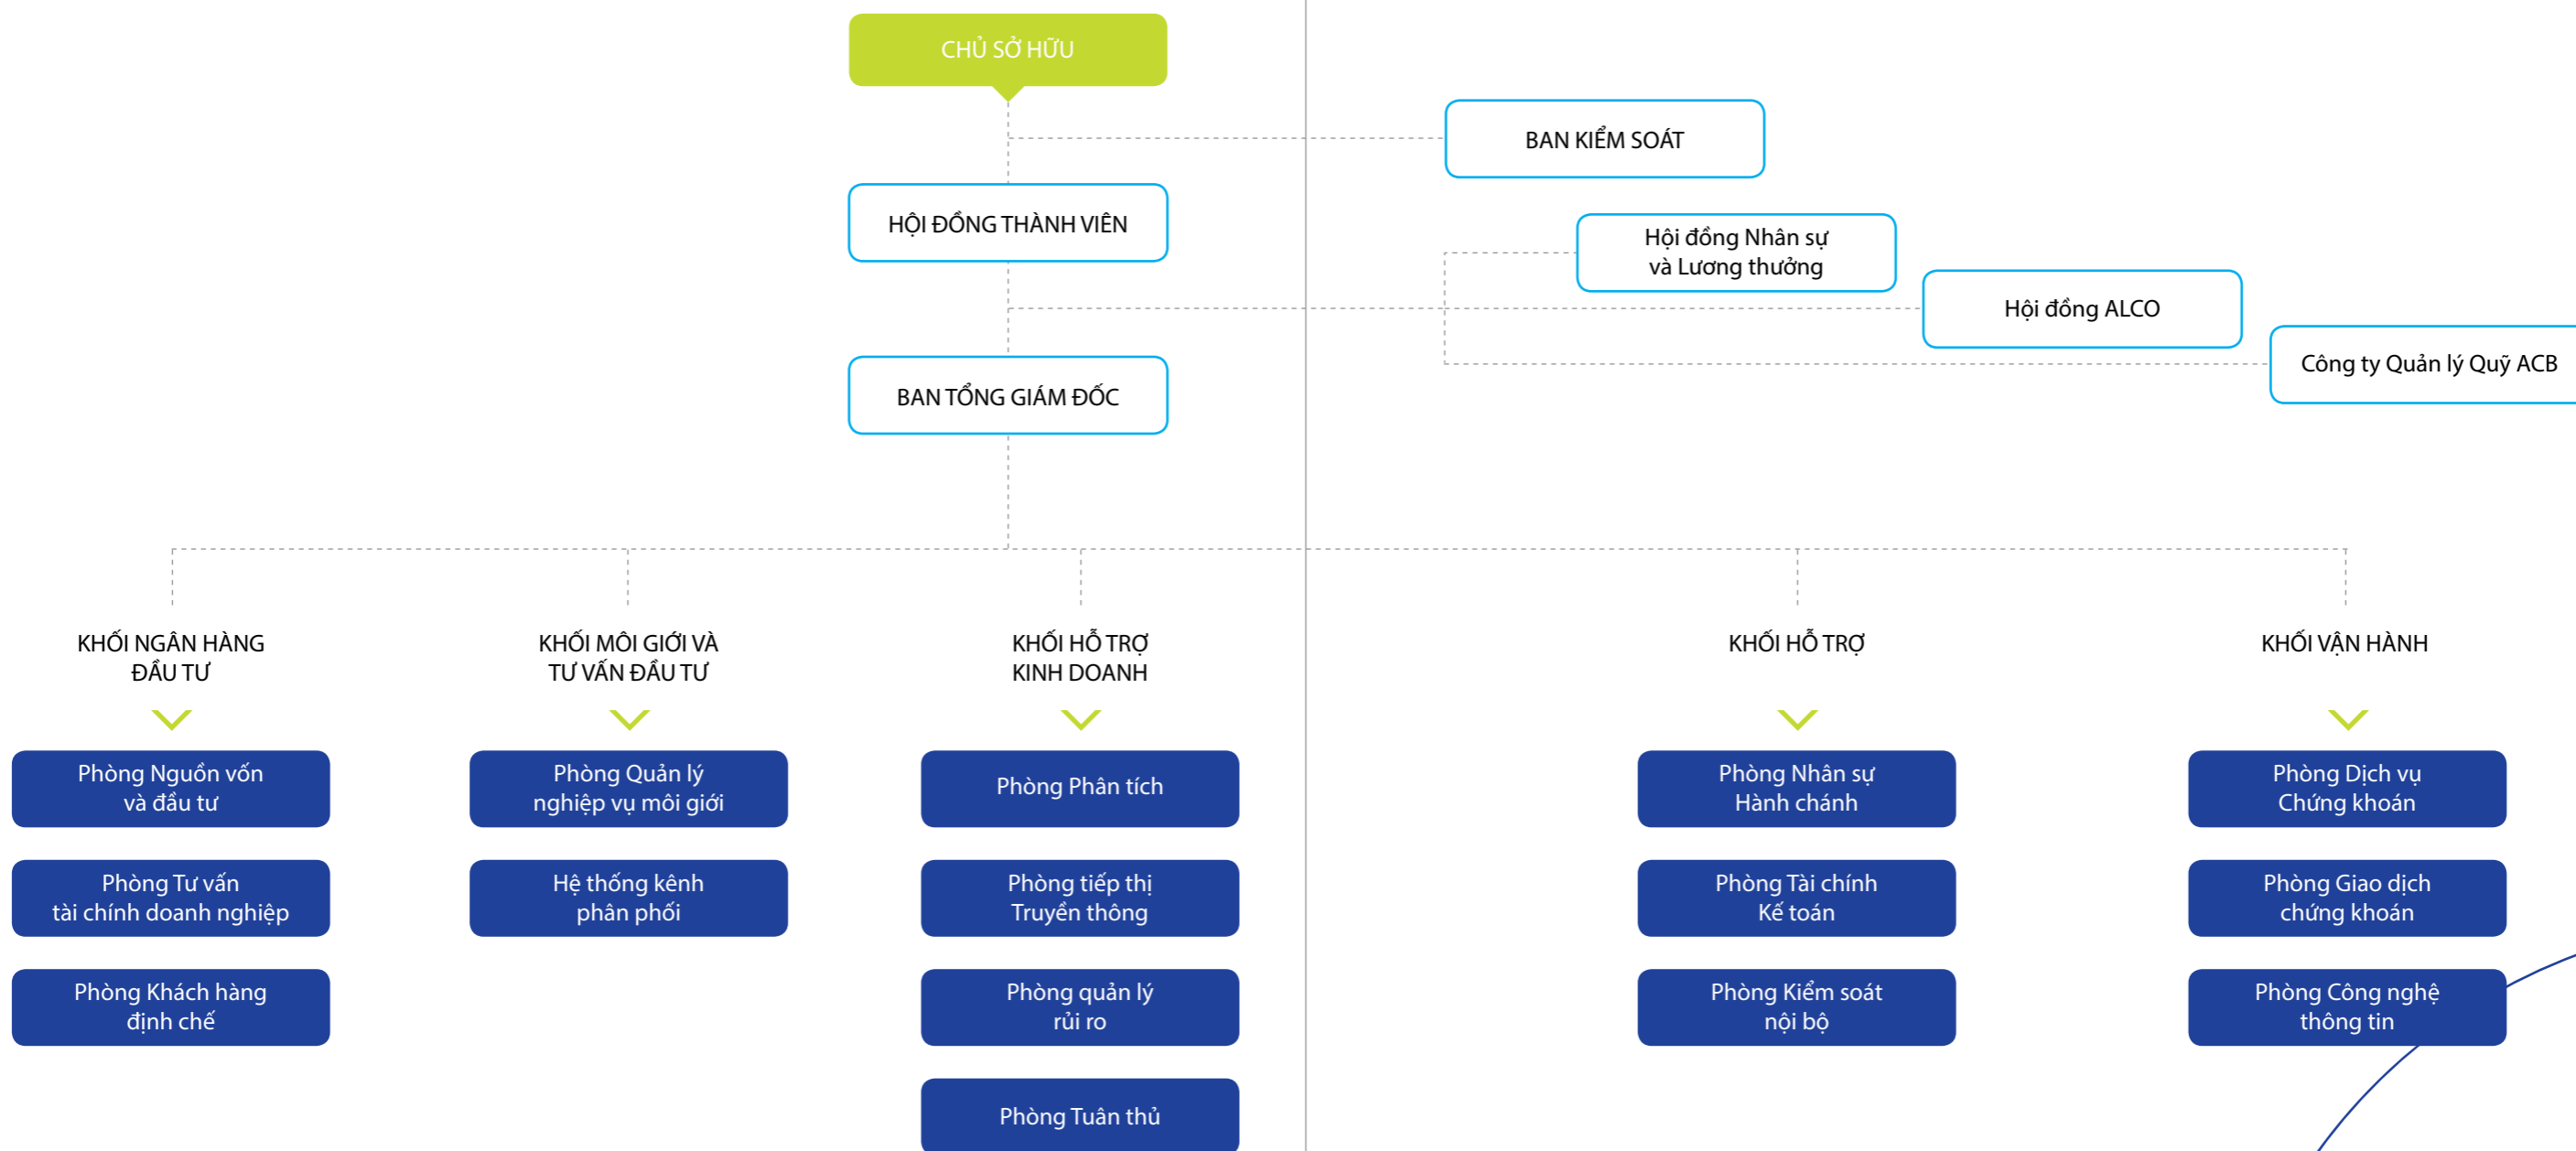 CHỦ SỞ HỮU
BAN KIỂM SOÁT
HỘI ĐỒNG THÀNH VIÊN
Hội đồng Nhân sự
và Lương thưởng
Hội đồng ALCO
Công ty Quản lý Quỹ ACB
BAN TỔNG GIÁM ĐỐC
KHỐI NGÂN HÀNG
ĐẦU TƯ
Phòng Nguồn vốn
và đầu tư
Phòng Tư vấn
tài chính doanh nghiệp
Phòng Khách hàng
định chế
KHỐI MÔI GIỚI VÀ
TƯ VẤN ĐẦU TƯ
Phòng Quản lý
nghiệp vụ môi giới
Hệ thống kênh
phân phối
KHỐI HỖ TRỢ
KINH DOANH
Phòng Phân tích
Phòng tiếp thị
Truyền thông
Phòng quản lý
rủi ro
Phòng Tuân thủ
KHỐI HỖ TRỢ
Phòng Nhân sự
Hành chánh
Phòng Tài chính
Kế toán
Phòng Kiểm soát
nội bộ
KHỐI VẬN HÀNH
Phòng Dịch vụ
Chứng khoán
Phòng Giao dịch
chứng khoán
Phòng Công nghệ
thông tin